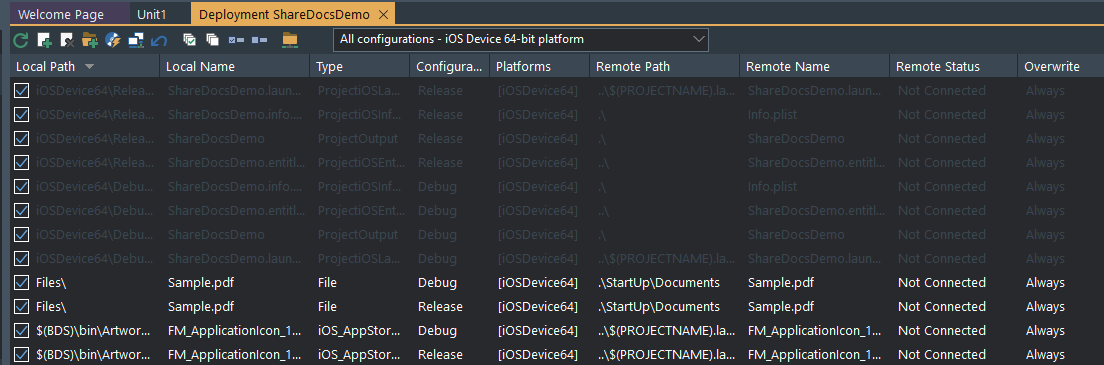 Welcome Page Unit1 Deployment ShareDocsDemo
All configurations - iOS Device 64-bit platform
Local Path Local Name Type Configura... Platforms Remote Path Remote Name Remote Status Overwrite
iOSDevice64\Relea... ShareDocsDemo.laun... ProjectiOSLa... Release [iOSDevice64] ..\$(PROJECTNAME).la... ShareDocsDemo.laun... Not Connected Always
iOSDevice64\Relea... ShareDocsDemo.info.... ProjectiOSInf... Release [iOSDevice64] .\ Info.plist Not Connected Always
iOSDevice64\Relea... ShareDocsDemo ProjectOutput Release [iOSDevice64] .\ ShareDocsDemo Not Connected Always
iOSDevice64\Relea... ShareDocsDemo.entitl... ProjectiOSEnt... Release [iOSDevice64] ..\ ShareDocsDemo.entitl... Not Connected Always
iOSDevice64\Debu... ShareDocsDemo.info.... ProjectiOSInf... Debug [iOSDevice64] .\ Info.plist Not Connected Always
iOSDevice64\Debu... ShareDocsDemo.entitl... ProjectiOSEnt... Debug [iOSDevice64] ..\ ShareDocsDemo.entitl... Not Connected Always
iOSDevice64\Debu... ShareDocsDemo ProjectOutput Debug [iOSDevice64] .\ ShareDocsDemo Not Connected Always
iOSDevice64\Debu... ShareDocsDemo.laun... ProjectiOSLa... Debug [iOSDevice64] ..\$(PROJECTNAME).la... ShareDocsDemo.laun... Not Connected Always
Files\ Sample.pdf File Debug [iOSDevice64] .\StartUp\Documents Sample.pdf Not Connected Always
Files\ Sample.pdf File Release [iOSDevice64] .\StartUp\Documents Sample.pdf Not Connected Always
$(BDS)\bin\Artwor... FM_ApplicationIcon_1... iOS_AppStor... Debug [iOSDevice64] ..\$(PROJECTNAME).la... FM_ApplicationIcon_1... Not Connected Always
$(BDS)\bin\Artwor... FM_ApplicationIcon_1... iOS_AppStor... Release [iOSDevice64] ..\$(PROJECTNAME).la... FM_ApplicationIcon_1... Not Connected Always